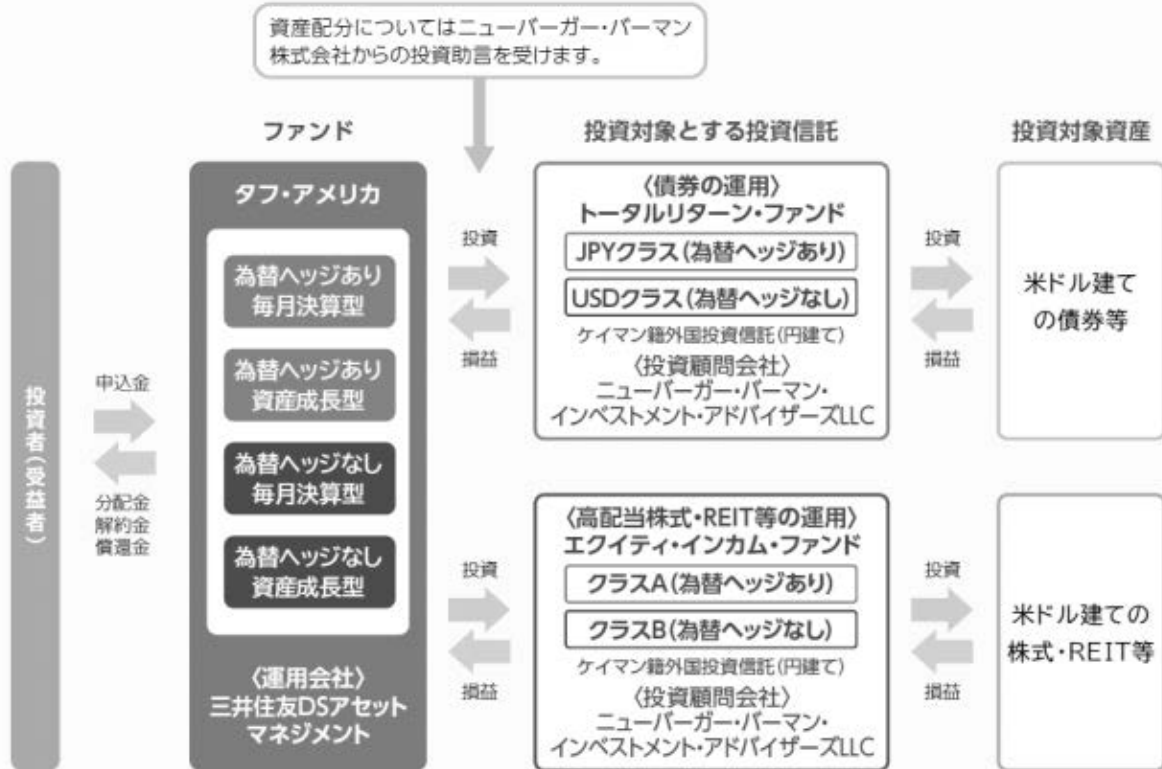 資産配分についてはニューバーガー・バーマン
株式会社からの投資助言を受けます。
ファンド
投資対象とする投資信託
投資対象資産
投資者(受益者)
申込金
分配金
解約金
償還金
タフ・アメリカ
為替ヘッジあり
毎月決算型
為替ヘッジあり
資産成長型
為替ヘッジなし
毎月決算型
為替ヘッジなし
資産成長型
〈運用会社〉
三井住友DSアセット
マネジメント
投資
損益
〈債券の運用〉
トータルリターン・ファンド
JPYクラス(為替ヘッジあり)
USDクラス(為替ヘッジなし)
ケイマン籍外国投資信託(円建て)
〈投資顧問会社〉
ニューバーガー・バーマン・
インベストメント・アドバイザーズLLC
投資
損益
米ドル建て
の債券等
投資
損益
〈高配当株式・REIT等の運用〉
エクイティ・インカム・ファンド
クラスA(為替ヘッジあり)
クラスB(為替ヘッジなし)
ケイマン籍外国投資信託(円建て)
〈投資顧問会社〉
ニューバーガー・バーマン・
インベストメント・アドバイザーズLLC
投資
損益
米ドル建ての
株式・REIT等